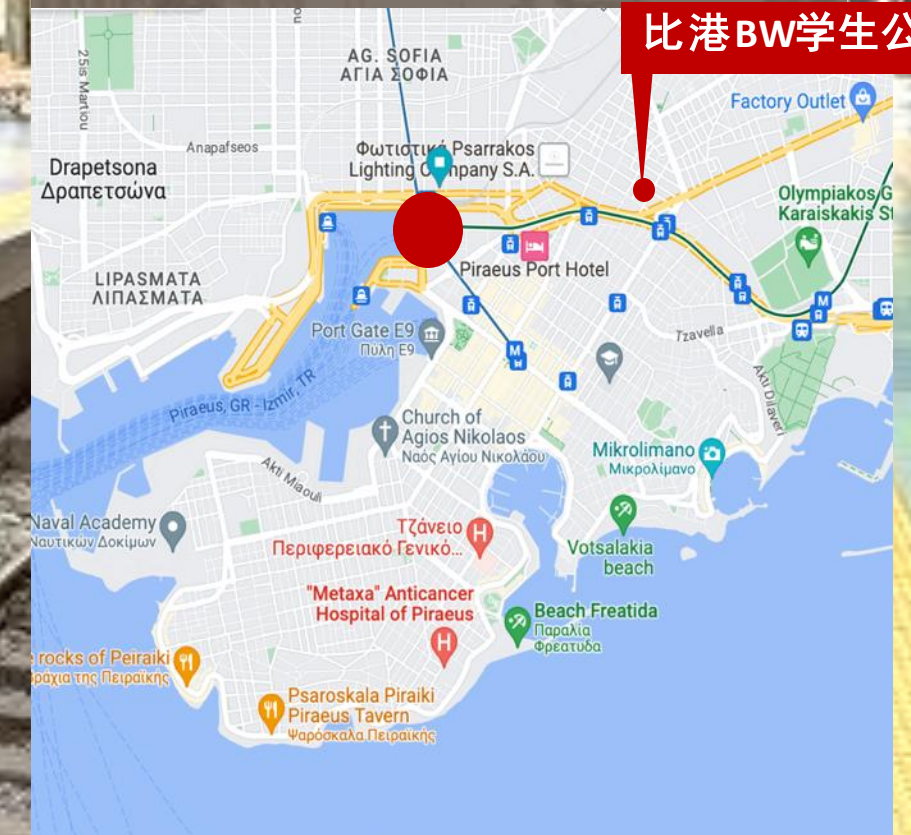 比港BW学生公
AG. SOFIA
ΑΓΙΑ ΣΟΦΙΑ
25is Martiou
Factory Outlet
Anapafseos
Φωτιστικά Psarrakos
Lighting Company S.A.
Drapetsona
Δραπετσώνα
Olympiakos G
Karaiskakis St
LIPASMATA
ΛΙΠΑΣΜΑΤΑ
Piraeus Port Hotel
Port Gate E9
Πύλη Ε9
Tzavella
M
M
Akti Dilaveri
Piraeus, GR - Izmir, TR
Church of
Agios Nikolaos
Ναός Αγίου Νικολάου
Mikrolimano
Μικρολίμανο
Akti Miaouli
Naval Academy
Ναυτικών Δοκίμων
Τζάνειο
Περιφερειακό Γενικό...
H
Votsalakia
beach
"Metaxa" Anticancer
Hospital of Piraeus
H
Beach Freatida
Παραλία
Φρεατύδα
e rocks of Peiraiki
ράχια της Πειραϊκής
Psaroskala Piraiki
Piraeus Tavern
Ψαρόσκαλα Πειραϊκής